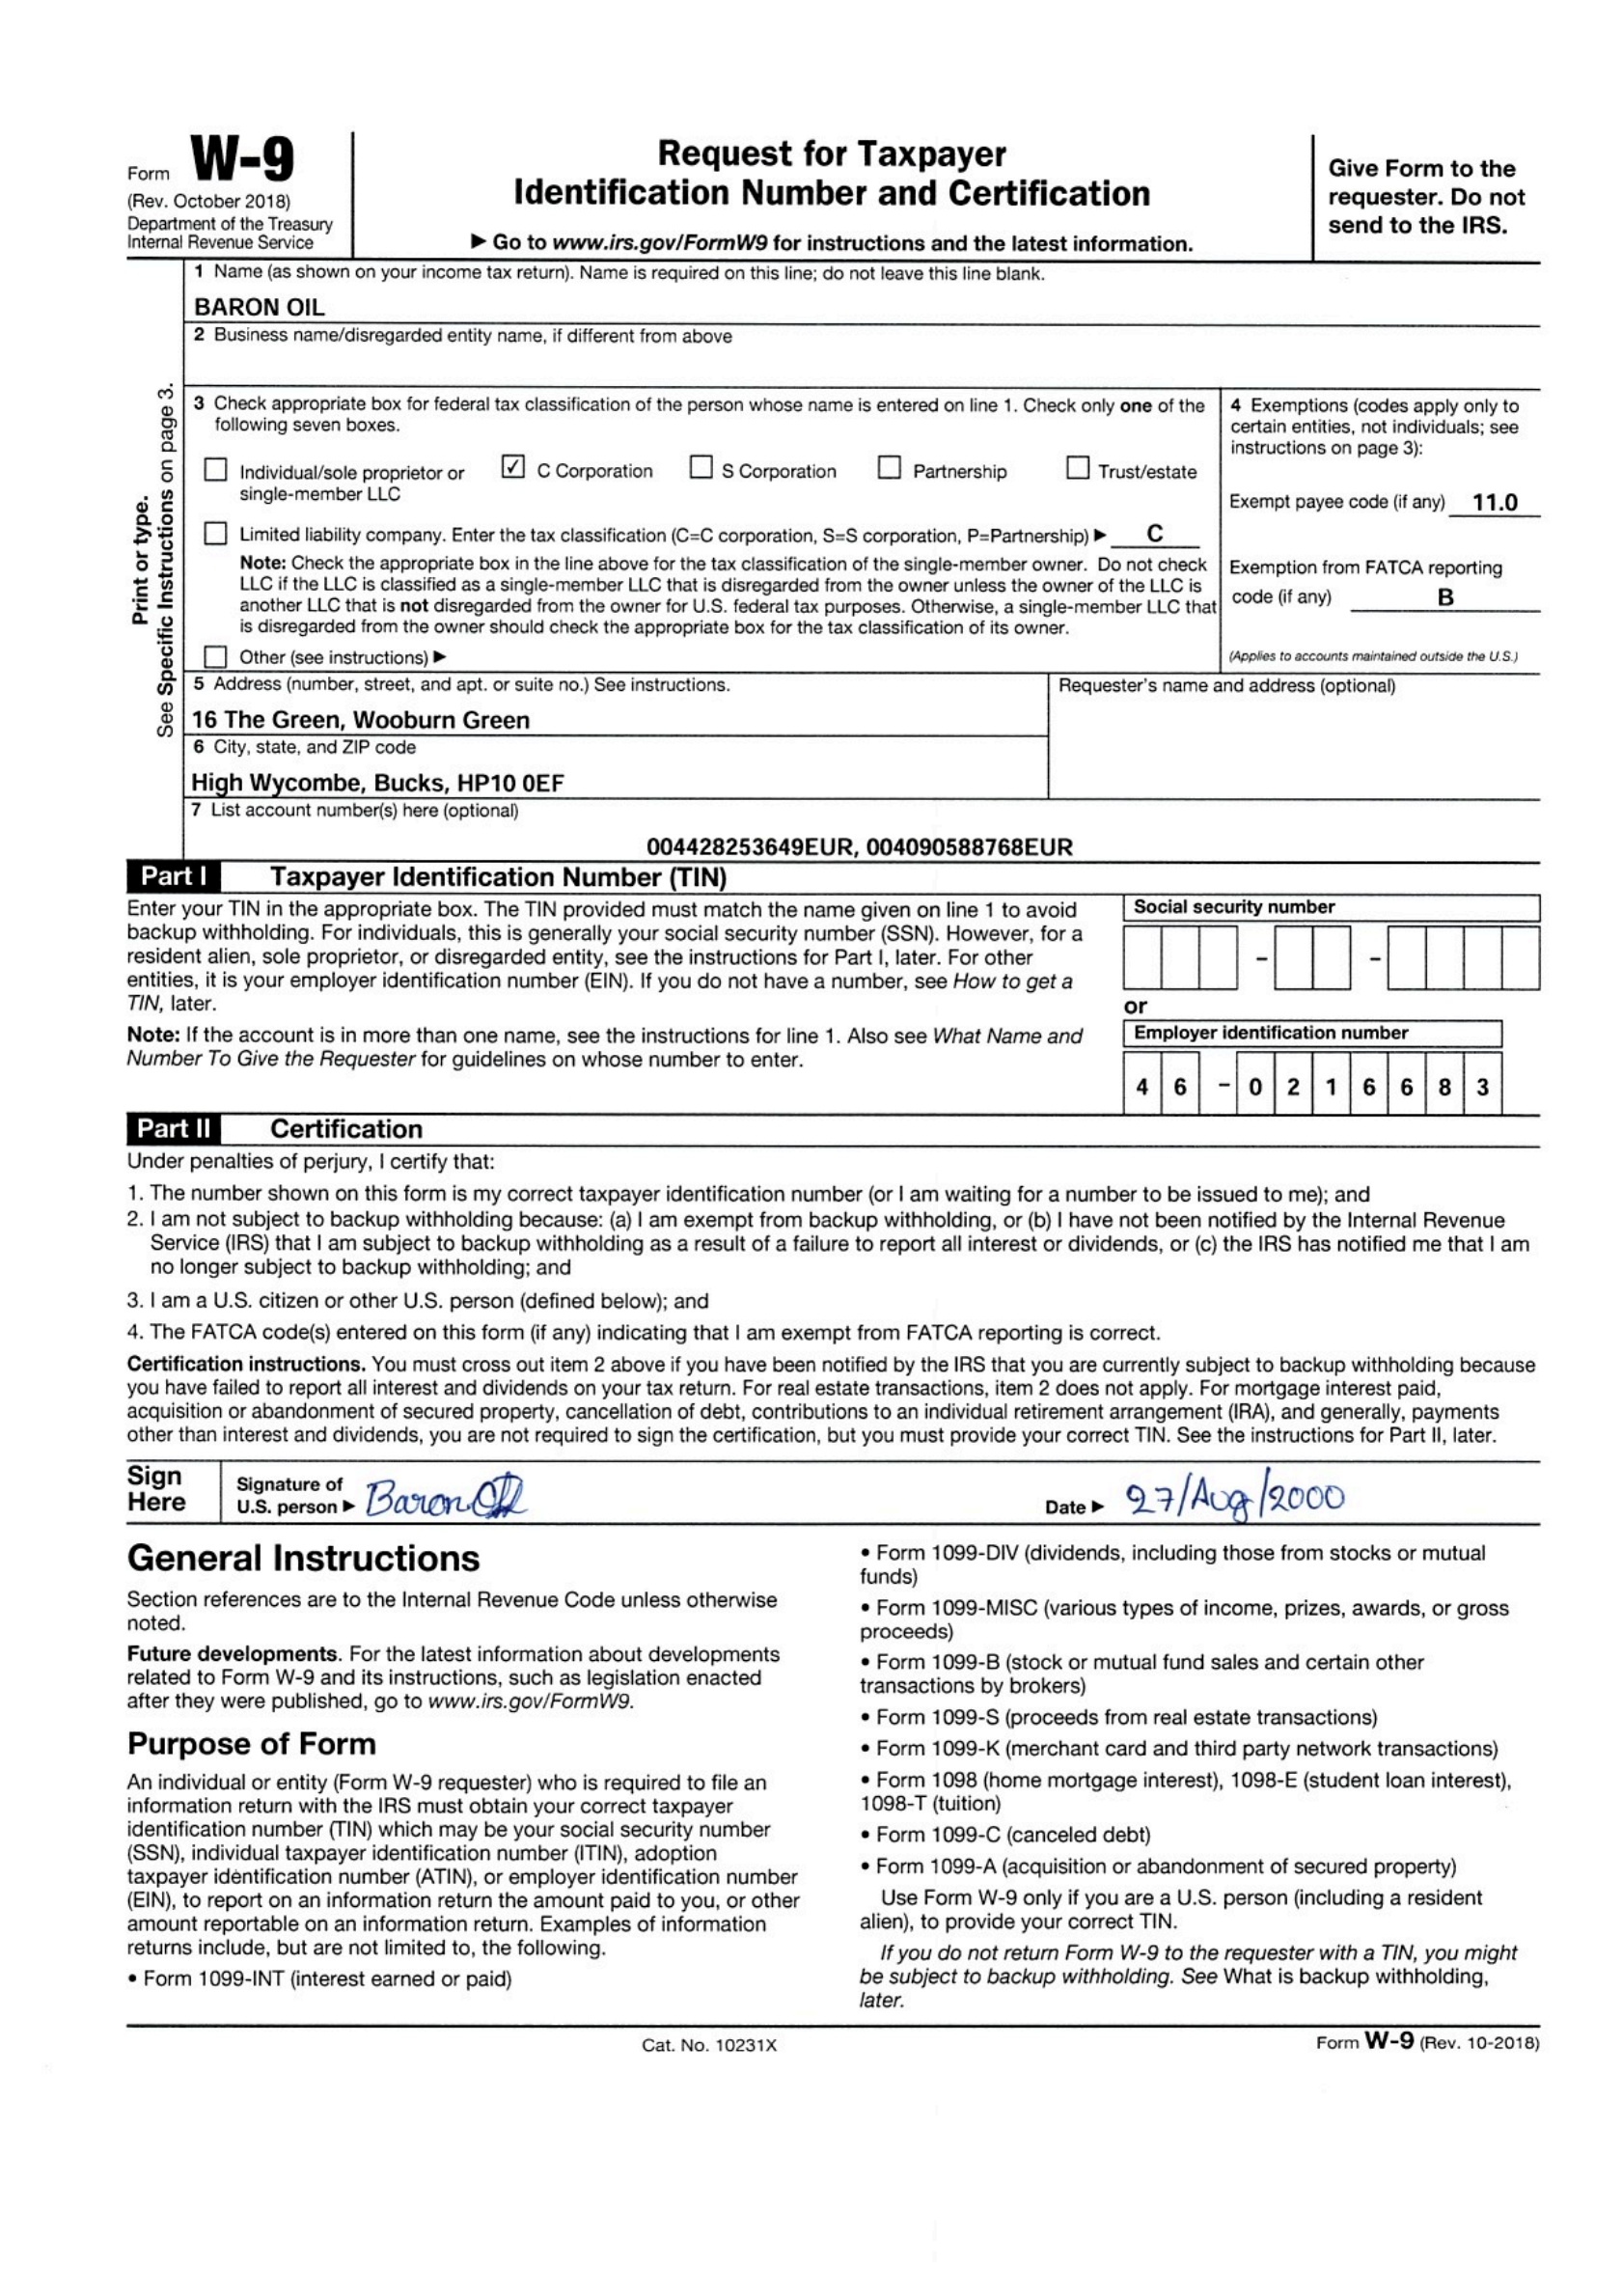 Form W-9
(Rev. October 2018)
Department of the Treasury
Internal Revenue Service
Request for Taxpayer
Identification Number and Certification
▶ Go to www.irs.gov/FormW9 for instructions and the latest information.
Give Form to the
requester. Do not
send to the IRS.
Print or type.
See Specific Instructions on page 3.
1 Name (as shown on your income tax return). Name is required on this line; do not leave this line blank.
BARON OIL
2 Business name/disregarded entity name, if different from above
3 Check appropriate box for federal tax classification of the person whose name is entered on line 1. Check only one of the
following seven boxes.
☐ Individual/sole proprietor or
single-member LLC
☑ C Corporation
☐ S Corporation
☐ Partnership
☐ Trust/estate
☐ Limited liability company. Enter the tax classification (C=C corporation, S=S corporation, P=Partnership) ▶ C
Note: Check the appropriate box in the line above for the tax classification of the single-member owner. Do not check
LLC if the LLC is classified as a single-member LLC that is disregarded from the owner unless the owner of the LLC is
another LLC that is not disregarded from the owner for U.S. federal tax purposes. Otherwise, a single-member LLC that
is disregarded from the owner should check the appropriate box for the tax classification of its owner.
☐ Other (see instructions) ▶
4 Exemptions (codes apply only to
certain entities, not individuals; see
instructions on page 3):
Exempt payee code (if any) 11.0
Exemption from FATCA reporting
code (if any) B
(Applies to accounts maintained outside the U.S.)
5 Address (number, street, and apt. or suite no.) See instructions.
16 The Green, Wooburn Green
6 City, state, and ZIP code
High Wycombe, Bucks, HP10 0EF
Requester's name and address (optional)
7 List account number(s) here (optional)
004428253649EUR, 004090588768EUR
Part I Taxpayer Identification Number (TIN)
Enter your TIN in the appropriate box. The TIN provided must match the name given on line 1 to avoid
backup withholding. For individuals, this is generally your social security number (SSN). However, for a
resident alien, sole proprietor, or disregarded entity, see the instructions for Part I, later. For other
entities, it is your employer identification number (EIN). If you do not have a number, see How to get a
TIN, later.
Note: If the account is in more than one name, see the instructions for line 1. Also see What Name and
Number To Give the Requester for guidelines on whose number to enter.
Social security number
– –
or
Employer identification number
4 6 – 0 2 1 6 6 8 3
Part II Certification
Under penalties of perjury, I certify that:
1. The number shown on this form is my correct taxpayer identification number (or I am waiting for a number to be issued to me); and
2. I am not subject to backup withholding because: (a) I am exempt from backup withholding, or (b) I have not been notified by the Internal Revenue
Service (IRS) that I am subject to backup withholding as a result of a failure to report all interest or dividends, or (c) the IRS has notified me that I am
no longer subject to backup withholding; and
3. I am a U.S. citizen or other U.S. person (defined below); and
4. The FATCA code(s) entered on this form (if any) indicating that I am exempt from FATCA reporting is correct.
Certification instructions. You must cross out item 2 above if you have been notified by the IRS that you are currently subject to backup withholding because
you have failed to report all interest and dividends on your tax return. For real estate transactions, item 2 does not apply. For mortgage interest paid,
acquisition or abandonment of secured property, cancellation of debt, contributions to an individual retirement arrangement (IRA), and generally, payments
other than interest and dividends, you are not required to sign the certification, but you must provide your correct TIN. See the instructions for Part II, later.
Sign
Here
Signature of
U.S. person ▶ Baron
Date ▶ 27/Aug/2000
General Instructions
Section references are to the Internal Revenue Code unless otherwise
noted.
Future developments. For the latest information about developments
related to Form W-9 and its instructions, such as legislation enacted
after they were published, go to www.irs.gov/FormW9.
Purpose of Form
An individual or entity (Form W-9 requester) who is required to file an
information return with the IRS must obtain your correct taxpayer
identification number (TIN) which may be your social security number
(SSN), individual taxpayer identification number (ITIN), adoption
taxpayer identification number (ATIN), or employer identification number
(EIN), to report on an information return the amount paid to you, or other
amount reportable on an information return. Examples of information
returns include, but are not limited to, the following.
• Form 1099-INT (interest earned or paid)
• Form 1099-DIV (dividends, including those from stocks or mutual
funds)
• Form 1099-MISC (various types of income, prizes, awards, or gross
proceeds)
• Form 1099-B (stock or mutual fund sales and certain other
transactions by brokers)
• Form 1099-S (proceeds from real estate transactions)
• Form 1099-K (merchant card and third party network transactions)
• Form 1098 (home mortgage interest), 1098-E (student loan interest),
1098-T (tuition)
• Form 1099-C (canceled debt)
• Form 1099-A (acquisition or abandonment of secured property)
Use Form W-9 only if you are a U.S. person (including a resident
alien), to provide your correct TIN.
If you do not return Form W-9 to the requester with a TIN, you might
be subject to backup withholding. See What is backup withholding,
later.
Cat. No. 10231X
Form W-9 (Rev. 10-2018)